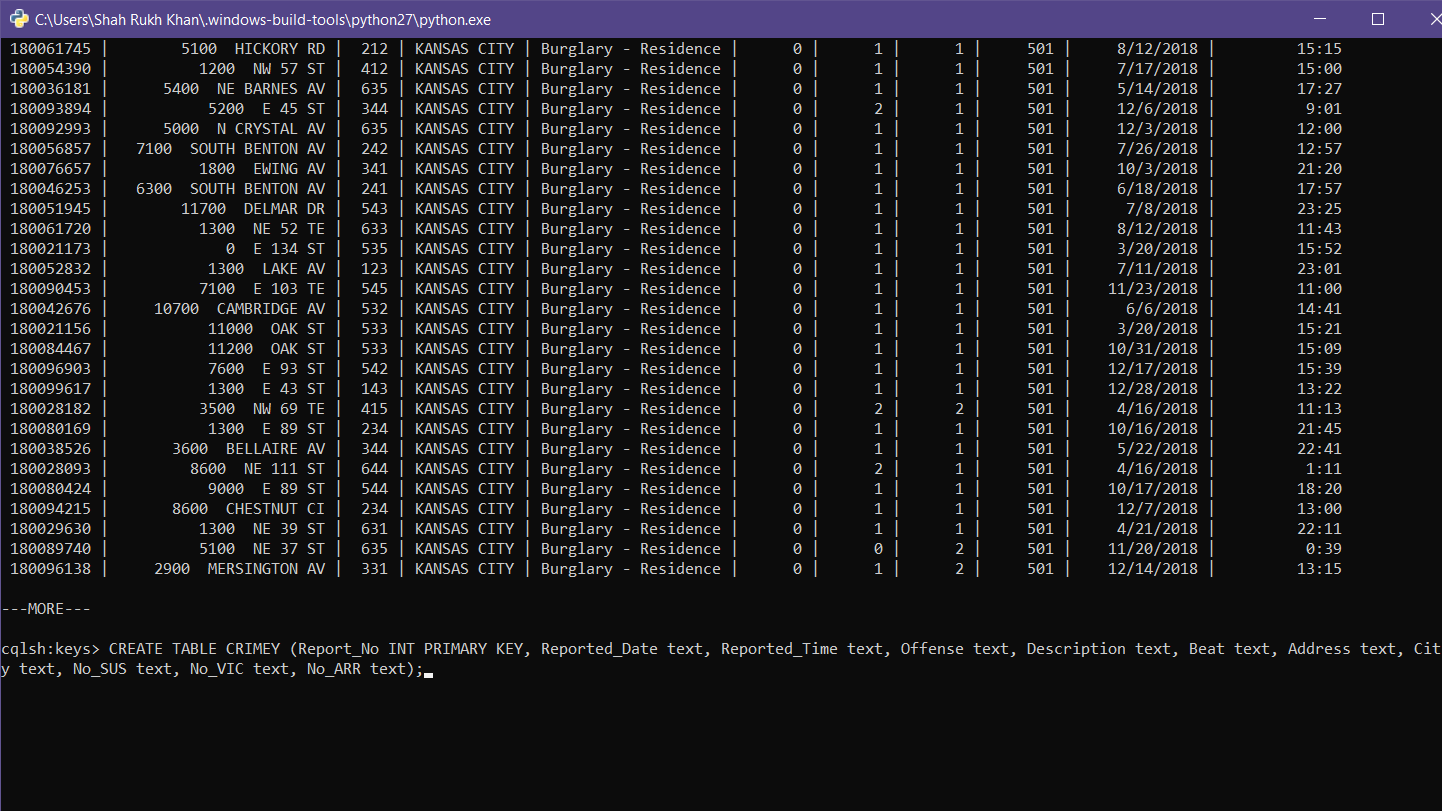 C:\Users\Shah Rukh Khan\.windows-build-tools\python27\python.exe
180061745 | 5100  HICKORY RD | 212 | KANSAS CITY | Burglary - Residence | 0 | 1 | 1 | 501 | 8/12/2018 | 15:15
180054390 | 1200  NW 57 ST | 412 | KANSAS CITY | Burglary - Residence | 0 | 1 | 1 | 501 | 7/17/2018 | 15:00
180036181 | 5400  NE BARNES AV | 635 | KANSAS CITY | Burglary - Residence | 0 | 1 | 1 | 501 | 5/14/2018 | 17:27
180093894 | 5200  E 45 ST | 344 | KANSAS CITY | Burglary - Residence | 0 | 2 | 1 | 501 | 12/6/2018 | 9:01
180092993 | 5000  N CRYSTAL AV | 635 | KANSAS CITY | Burglary - Residence | 0 | 1 | 1 | 501 | 12/3/2018 | 12:00
180056857 | 7100  SOUTH BENTON AV | 242 | KANSAS CITY | Burglary - Residence | 0 | 1 | 1 | 501 | 7/26/2018 | 12:57
180076657 | 1800  EWING AV | 341 | KANSAS CITY | Burglary - Residence | 0 | 1 | 1 | 501 | 10/3/2018 | 21:20
180046253 | 6300  SOUTH BENTON AV | 241 | KANSAS CITY | Burglary - Residence | 0 | 1 | 1 | 501 | 6/18/2018 | 17:57
180051945 | 11700  DELMAR DR | 543 | KANSAS CITY | Burglary - Residence | 0 | 1 | 1 | 501 | 7/8/2018 | 23:25
180061720 | 1300  NE 52 TE | 633 | KANSAS CITY | Burglary - Residence | 0 | 1 | 1 | 501 | 8/12/2018 | 11:43
180021173 | 0  E 134 ST | 535 | KANSAS CITY | Burglary - Residence | 0 | 1 | 1 | 501 | 3/20/2018 | 15:52
180052832 | 1300  LAKE AV | 123 | KANSAS CITY | Burglary - Residence | 0 | 1 | 1 | 501 | 7/11/2018 | 23:01
180090453 | 7100  E 103 TE | 545 | KANSAS CITY | Burglary - Residence | 0 | 1 | 1 | 501 | 11/23/2018 | 11:00
180042676 | 10700  CAMBRIDGE AV | 532 | KANSAS CITY | Burglary - Residence | 0 | 1 | 1 | 501 | 6/6/2018 | 14:41
180021156 | 11000  OAK ST | 533 | KANSAS CITY | Burglary - Residence | 0 | 1 | 1 | 501 | 3/20/2018 | 15:21
180084467 | 11200  OAK ST | 533 | KANSAS CITY | Burglary - Residence | 0 | 1 | 1 | 501 | 10/31/2018 | 15:09
180096903 | 7600  E 93 ST | 542 | KANSAS CITY | Burglary - Residence | 0 | 1 | 1 | 501 | 12/17/2018 | 15:39
180099617 | 1300  E 43 ST | 143 | KANSAS CITY | Burglary - Residence | 0 | 1 | 1 | 501 | 12/28/2018 | 13:22
180028182 | 3500  NW 69 TE | 415 | KANSAS CITY | Burglary - Residence | 0 | 2 | 2 | 501 | 4/16/2018 | 11:13
180080169 | 1300  E 89 ST | 234 | KANSAS CITY | Burglary - Residence | 0 | 1 | 1 | 501 | 10/16/2018 | 21:45
180038526 | 3600  BELLAIRE AV | 344 | KANSAS CITY | Burglary - Residence | 0 | 1 | 1 | 501 | 5/22/2018 | 22:41
180028093 | 8600  NE 111 ST | 644 | KANSAS CITY | Burglary - Residence | 0 | 2 | 1 | 501 | 4/16/2018 | 1:11
180080424 | 9000  E 89 ST | 544 | KANSAS CITY | Burglary - Residence | 0 | 1 | 1 | 501 | 10/17/2018 | 18:20
180094215 | 8600  CHESTNUT CI | 234 | KANSAS CITY | Burglary - Residence | 0 | 1 | 1 | 501 | 12/7/2018 | 13:00
180029630 | 1300  NE 39 ST | 631 | KANSAS CITY | Burglary - Residence | 0 | 1 | 1 | 501 | 4/21/2018 | 22:11
180089740 | 5100  NE 37 ST | 635 | KANSAS CITY | Burglary - Residence | 0 | 0 | 2 | 501 | 11/20/2018 | 0:39
180096138 | 2900  MERSINGTON AV | 331 | KANSAS CITY | Burglary - Residence | 0 | 1 | 2 | 501 | 12/14/2018 | 13:15
---MORE---
cqlsh:keys> CREATE TABLE CRIMEY (Report_No INT PRIMARY KEY, Reported_Date text, Reported_Time text, Offense text, Description text, Beat text, Address text, Cit
y text, No_SUS text, No_VIC text, No_ARR text);